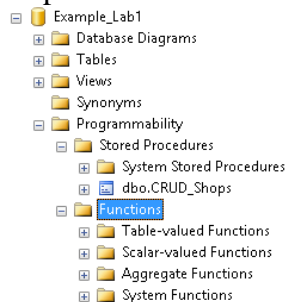 Example_Lab1
Database Diagrams
Tables
Views
Synonyms
Programmability
Stored Procedures
System Stored Procedures
dbo.CRUD_Shops
Functions
Table-valued Functions
Scalar-valued Functions
Aggregate Functions
System Functions